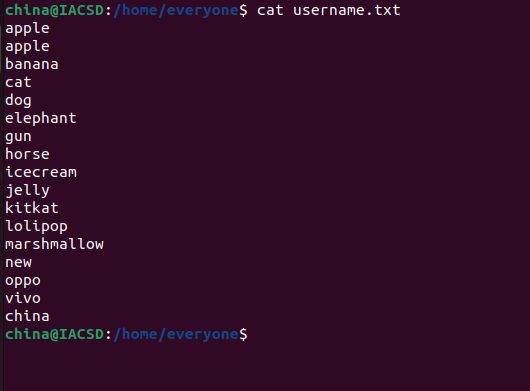 china@IACSD:/home/everyone$ cat username.txt
apple
apple
banana
cat
dog
elephant
gun
horse
icecream
jelly
kitkat
lolipop
marshmallow
new
oppo
vivo
china
china@IACSD:/home/everyone$